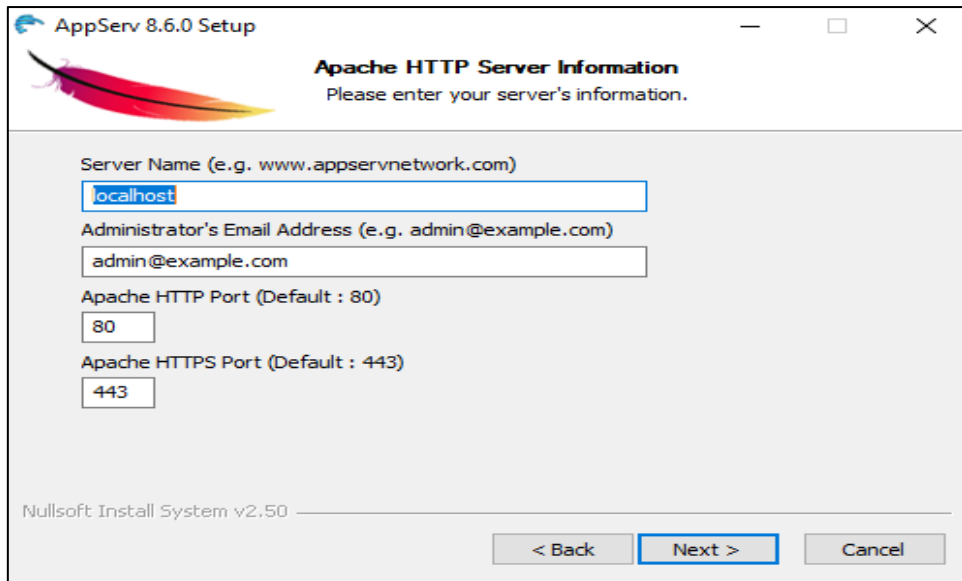 AppServ 8.6.0 Setup
Apache HTTP Server Information
Please enter your server's information.
Server Name (e.g. www.appservnetwork.com)
localhost
Administrator's Email Address (e.g. admin@example.com)
admin@example.com
Apache HTTP Port (Default : 80)
80
Apache HTTPS Port (Default : 443)
443
Nullsoft Install System v2.50
< Back Next > Cancel